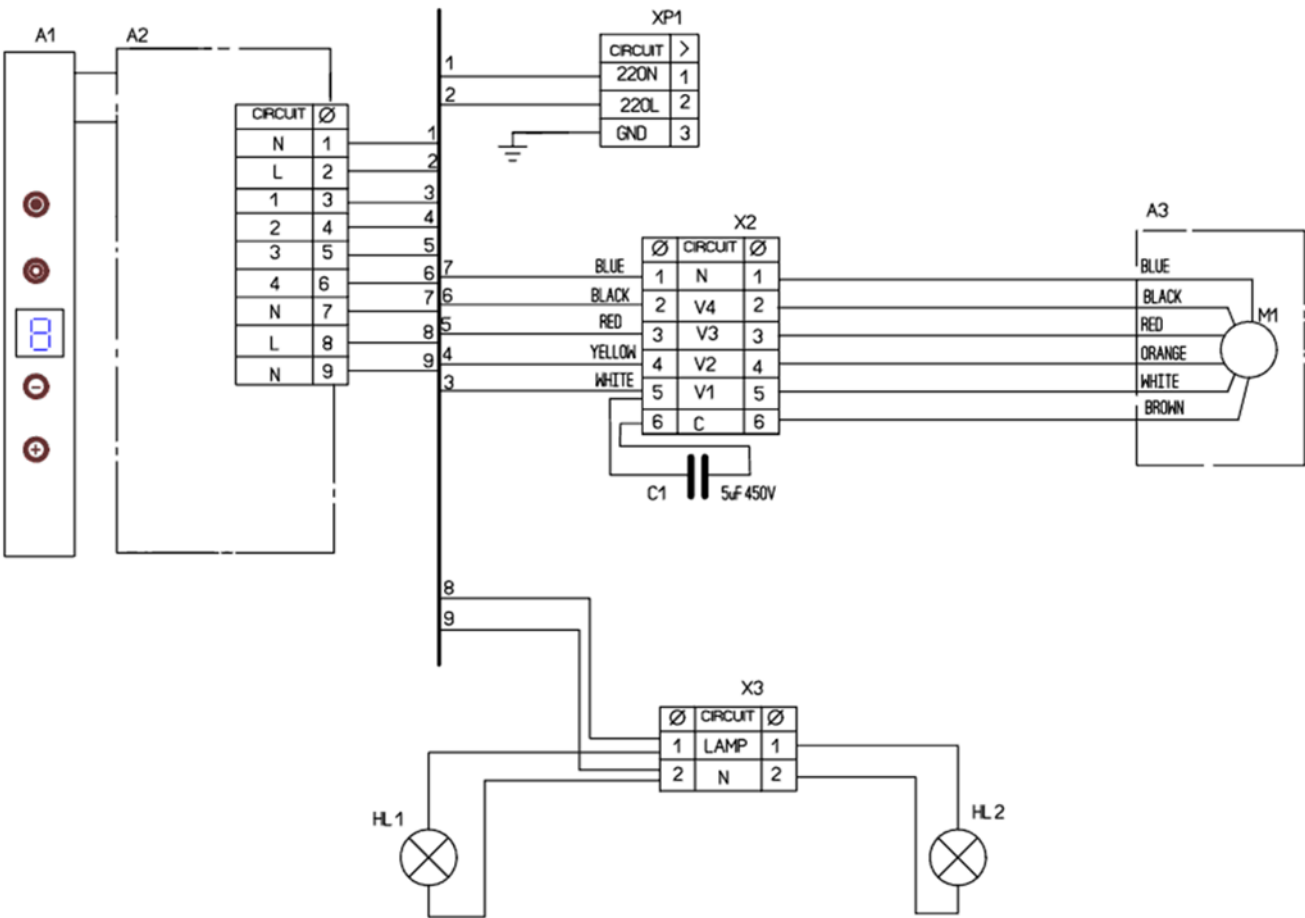 A1
A2
CIRCUIT Ø
N 1
L 2
1 3
2 4
3 5
4 6
N 7
L 8
N 9
1
2
3
4
5
6
7
8
9
1
2
7
6
5
4
3
8
9
XP1
CIRCUIT >
220N 1
220L 2
GND 3
BLUE
BLACK
RED
YELLOW
WHITE
X2
Ø CIRCUIT Ø
1 N 1
2 V4 2
3 V3 3
4 V2 4
5 V1 5
6 C 6
C1 5uF 450V
A3
BLUE
BLACK
RED
ORANGE
WHITE
BROWN
M1
X3
Ø CIRCUIT Ø
1 LAMP 1
2 N 2
HL1
HL2
8